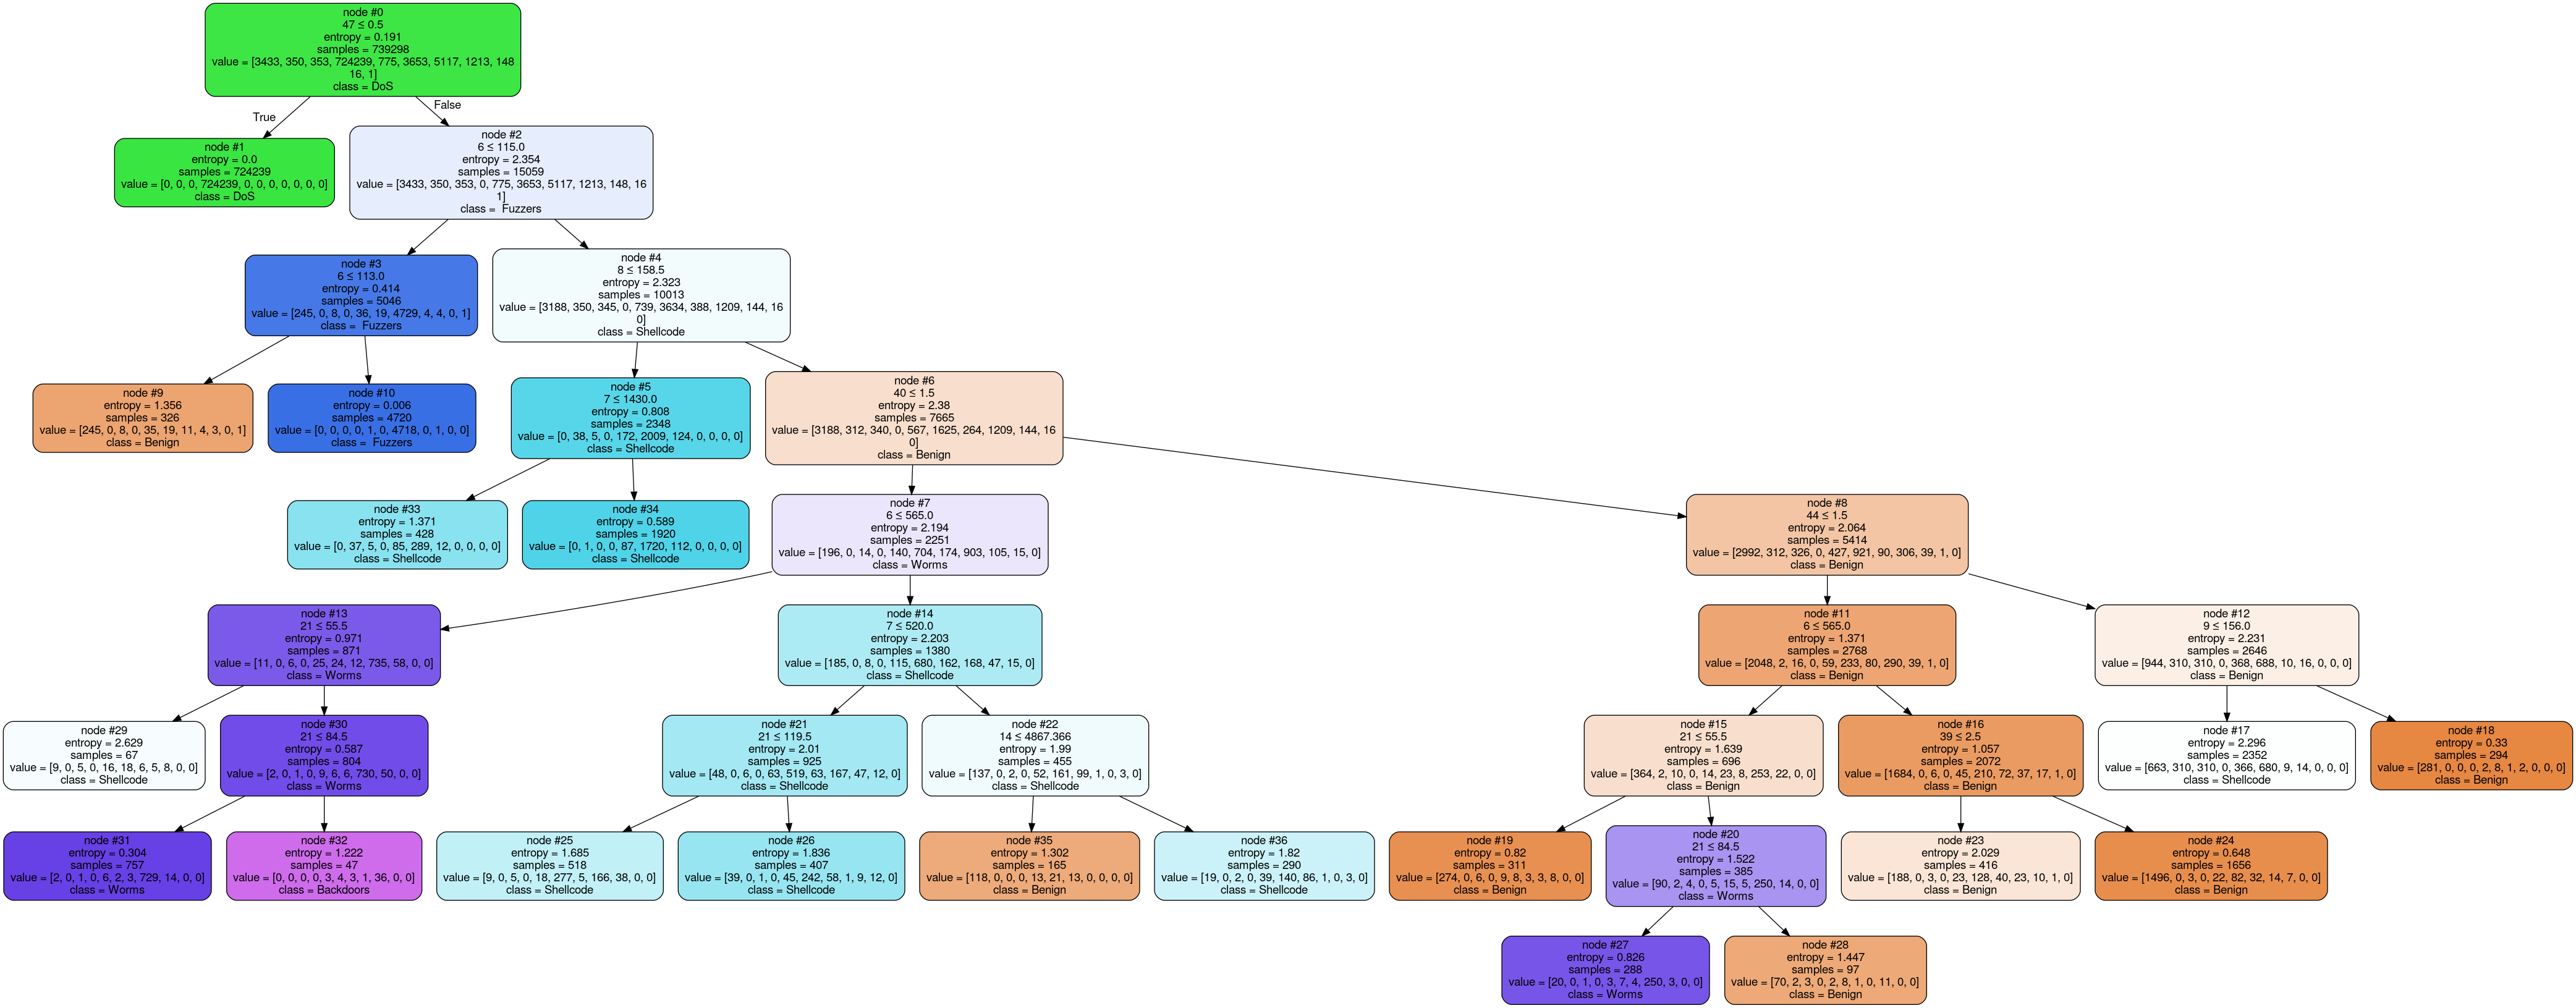 node #0
47 ≤ 0.5
entropy = 0.191
samples = 739298
value = [3433, 350, 353, 724239, 775, 3653, 5117, 1213, 148
16, 1]
class = DoS
True
False
node #1
entropy = 0.0
samples = 724239
value = [0, 0, 0, 724239, 0, 0, 0, 0, 0, 0, 0]
class = DoS
node #2
6 ≤ 115.0
entropy = 2.354
samples = 15059
value = [3433, 350, 353, 0, 775, 3653, 5117, 1213, 148, 16
1]
class =  Fuzzers
node #3
6 ≤ 113.0
entropy = 0.414
samples = 5046
value = [245, 0, 8, 0, 36, 19, 4729, 4, 4, 0, 1]
class =  Fuzzers
node #4
8 ≤ 158.5
entropy = 2.323
samples = 10013
value = [3188, 350, 345, 0, 739, 3634, 388, 1209, 144, 16
0]
class = Shellcode
node #9
entropy = 1.356
samples = 326
value = [245, 0, 8, 0, 35, 19, 11, 4, 3, 0, 1]
class = Benign
node #10
entropy = 0.006
samples = 4720
value = [0, 0, 0, 0, 1, 0, 4718, 0, 1, 0, 0]
class =  Fuzzers
node #5
7 ≤ 1430.0
entropy = 0.808
samples = 2348
value = [0, 38, 5, 0, 172, 2009, 124, 0, 0, 0, 0]
class = Shellcode
node #6
40 ≤ 1.5
entropy = 2.38
samples = 7665
value = [3188, 312, 340, 0, 567, 1625, 264, 1209, 144, 16
0]
class = Benign
node #33
entropy = 1.371
samples = 428
value = [0, 37, 5, 0, 85, 289, 12, 0, 0, 0, 0]
class = Shellcode
node #34
entropy = 0.589
samples = 1920
value = [0, 1, 0, 0, 87, 1720, 112, 0, 0, 0, 0]
class = Shellcode
node #7
6 ≤ 565.0
entropy = 2.194
samples = 2251
value = [196, 0, 14, 0, 140, 704, 174, 903, 105, 15, 0]
class = Worms
node #8
44 ≤ 1.5
entropy = 2.064
samples = 5414
value = [2992, 312, 326, 0, 427, 921, 90, 306, 39, 1, 0]
class = Benign
node #13
21 ≤ 55.5
entropy = 0.971
samples = 871
value = [11, 0, 6, 0, 25, 24, 12, 735, 58, 0, 0]
class = Worms
node #14
7 ≤ 520.0
entropy = 2.203
samples = 1380
value = [185, 0, 8, 0, 115, 680, 162, 168, 47, 15, 0]
class = Shellcode
node #11
6 ≤ 565.0
entropy = 1.371
samples = 2768
value = [2048, 2, 16, 0, 59, 233, 80, 290, 39, 1, 0]
class = Benign
node #12
9 ≤ 156.0
entropy = 2.231
samples = 2646
value = [944, 310, 310, 0, 368, 688, 10, 16, 0, 0, 0]
class = Benign
node #29
entropy = 2.629
samples = 67
value = [9, 0, 5, 0, 16, 18, 6, 5, 8, 0, 0]
class = Shellcode
node #30
21 ≤ 84.5
entropy = 0.587
samples = 804
value = [2, 0, 1, 0, 9, 6, 6, 730, 50, 0, 0]
class = Worms
node #21
21 ≤ 119.5
entropy = 2.01
samples = 925
value = [48, 0, 6, 0, 63, 519, 63, 167, 47, 12, 0]
class = Shellcode
node #22
14 ≤ 4867.366
entropy = 1.99
samples = 455
value = [137, 0, 2, 0, 52, 161, 99, 1, 0, 3, 0]
class = Shellcode
node #15
21 ≤ 55.5
entropy = 1.639
samples = 696
value = [364, 2, 10, 0, 14, 23, 8, 253, 22, 0, 0]
class = Benign
node #16
39 ≤ 2.5
entropy = 1.057
samples = 2072
value = [1684, 0, 6, 0, 45, 210, 72, 37, 17, 1, 0]
class = Benign
node #17
entropy = 2.296
samples = 2352
value = [663, 310, 310, 0, 366, 680, 9, 14, 0, 0, 0]
class = Shellcode
node #18
entropy = 0.33
samples = 294
value = [281, 0, 0, 0, 2, 8, 1, 2, 0, 0, 0]
class = Benign
node #31
entropy = 0.304
samples = 757
value = [2, 0, 1, 0, 6, 2, 3, 729, 14, 0, 0]
class = Worms
node #32
entropy = 1.222
samples = 47
value = [0, 0, 0, 0, 3, 4, 3, 1, 36, 0, 0]
class = Backdoors
node #25
entropy = 1.685
samples = 518
value = [9, 0, 5, 0, 18, 277, 5, 166, 38, 0, 0]
class = Shellcode
node #26
entropy = 1.836
samples = 407
value = [39, 0, 1, 0, 45, 242, 58, 1, 9, 12, 0]
class = Shellcode
node #35
entropy = 1.302
samples = 165
value = [118, 0, 0, 0, 13, 21, 13, 0, 0, 0, 0]
class = Benign
node #36
entropy = 1.82
samples = 290
value = [19, 0, 2, 0, 39, 140, 86, 1, 0, 3, 0]
class = Shellcode
node #19
entropy = 0.82
samples = 311
value = [274, 0, 6, 0, 9, 8, 3, 3, 8, 0, 0]
class = Benign
node #20
21 ≤ 84.5
entropy = 1.522
samples = 385
value = [90, 2, 4, 0, 5, 15, 5, 250, 14, 0, 0]
class = Worms
node #23
entropy = 2.029
samples = 416
value = [188, 0, 3, 0, 23, 128, 40, 23, 10, 1, 0]
class = Benign
node #24
entropy = 0.648
samples = 1656
value = [1496, 0, 3, 0, 22, 82, 32, 14, 7, 0, 0]
class = Benign
node #27
entropy = 0.826
samples = 288
value = [20, 0, 1, 0, 3, 7, 4, 250, 3, 0, 0]
class = Worms
node #28
entropy = 1.447
samples = 97
value = [70, 2, 3, 0, 2, 8, 1, 0, 11, 0, 0]
class = Benign